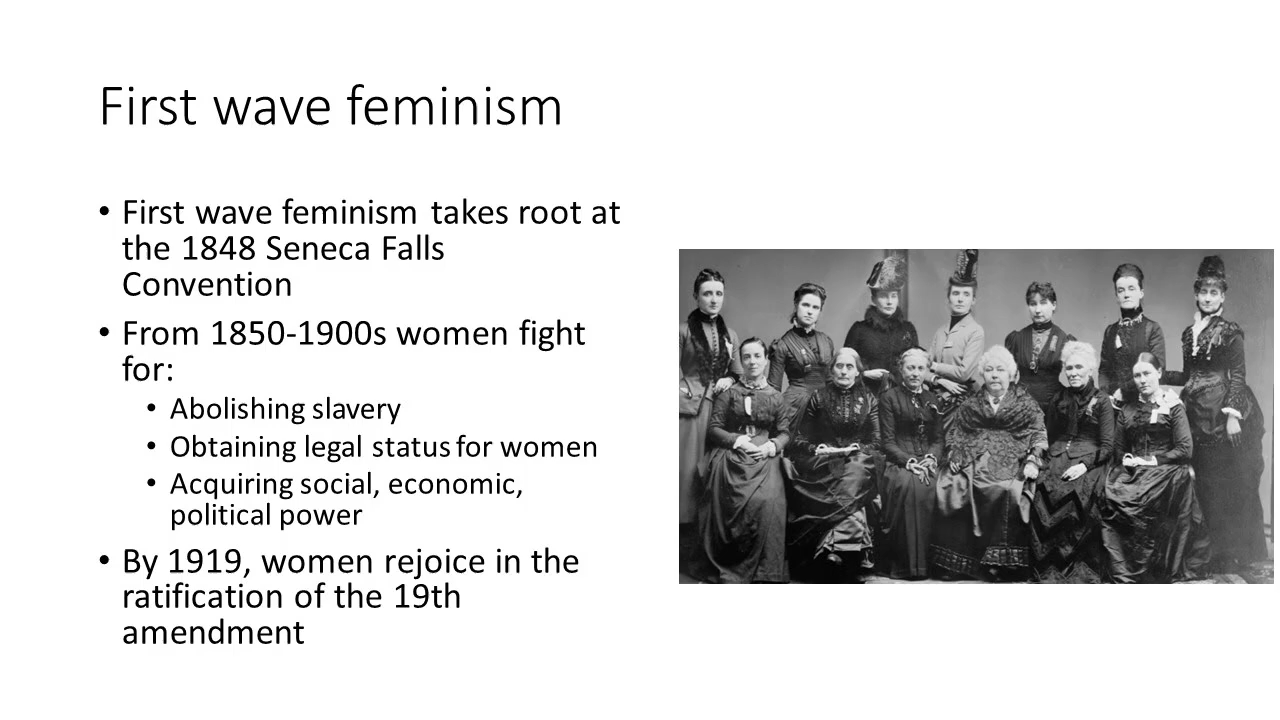 First wave feminism
• First wave feminism takes root at
the 1848 Seneca Falls
Convention
• From 1850-1900s women fight
for:
• Abolishing slavery
• Obtaining legal status for women
• Acquiring social, economic,
political power
• By 1919, women rejoice in the
ratification of the 19th
amendment